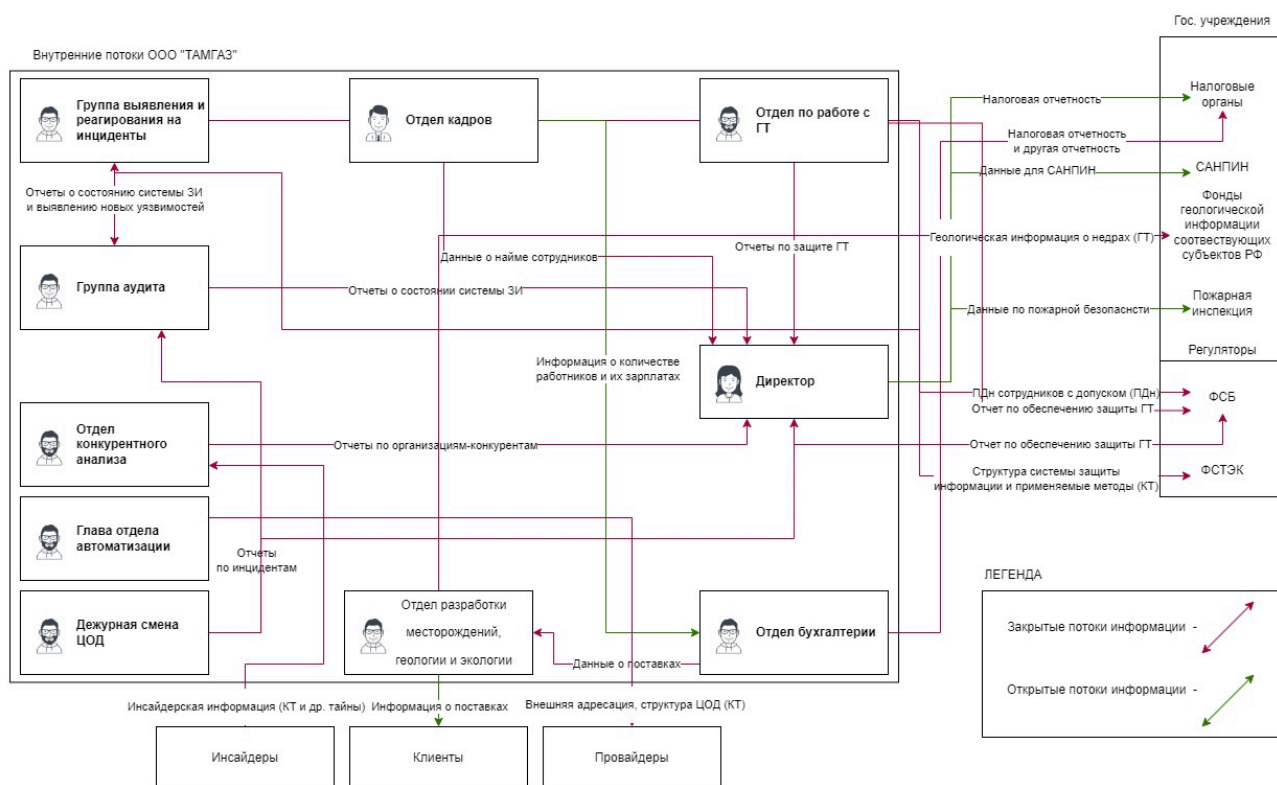 Гос. учреждения
Внутренние потоки ООО "ТАМГАЗ"
Группа выявления и
реагирования на
инциденты
Отдел кадров
Отдел по работе с
ГТ
Налоговая отчетность
Налоговые
органы
Налоговая отчетность
и другая отчетность
Данные для САНПИН
САНПИН
Отчеты о состоянию системы ЗИ
и выявлению новых уязвимостей
Фонды
геологической
информации
соотвествующих
субъектов РФ
Геологическая информация о недрах (ГТ)
Отчеты по защите ГТ
Данные о найме сотрудников
Группа аудита
Отчеты о состоянии системы ЗИ
Данные по пожарной безопаснсти
Пожарная
инспекция
Регуляторы
Информация о количестве
работников и их зарплатах
Директор
ПДн сотрудников с допуском (ПДн)
Отчет по обеспечению защиты ГТ
ФСБ
Отдел
конкурентного
анализа
Отчеты по организациям-конкурентам
Отчет по обеспечению защиты ГТ
Структура системы защиты
информации и применяемые методы (КТ)
ФСТЭК
Глава отдела
автоматизации
Отчеты
по инцидентам
ЛЕГЕНДА
Дежурная смена
ЦОД
Отдел разработки
месторождений,
геологии и экологии
Отдел бухгалтерии
Данные о поставках
Закрытые потоки информации -
Открытые потоки информации -
Инсайдерская информация (КТ и др. тайны)
Информация о поставках
Внешняя адресация, структура ЦОД (КТ)
Инсайдеры
Клиенты
Провайдеры